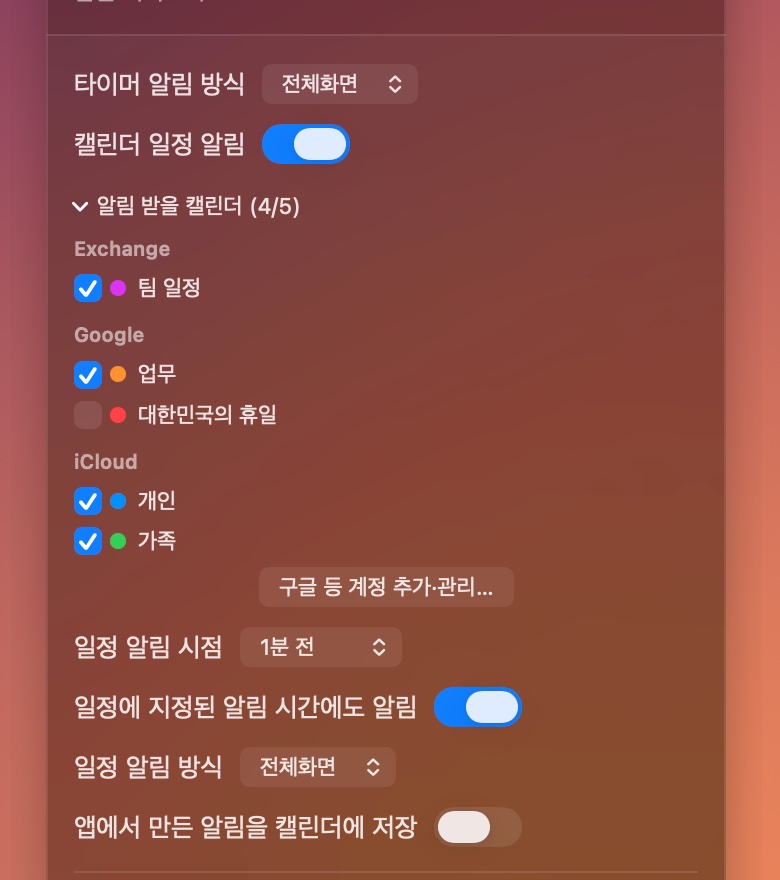 타이머 알림 방식 전체화면
캘린더 일정 알림
알림 받을 캘린더 (4/5)
Exchange
팀 일정
Google
업무
대한민국의 휴일
iCloud
개인
가족
구글 등 계정 추가·관리...
일정 알림 시점 1분 전
일정에 지정된 알림 시간에도 알림
일정 알림 방식 전체화면
앱에서 만든 알림을 캘린더에 저장